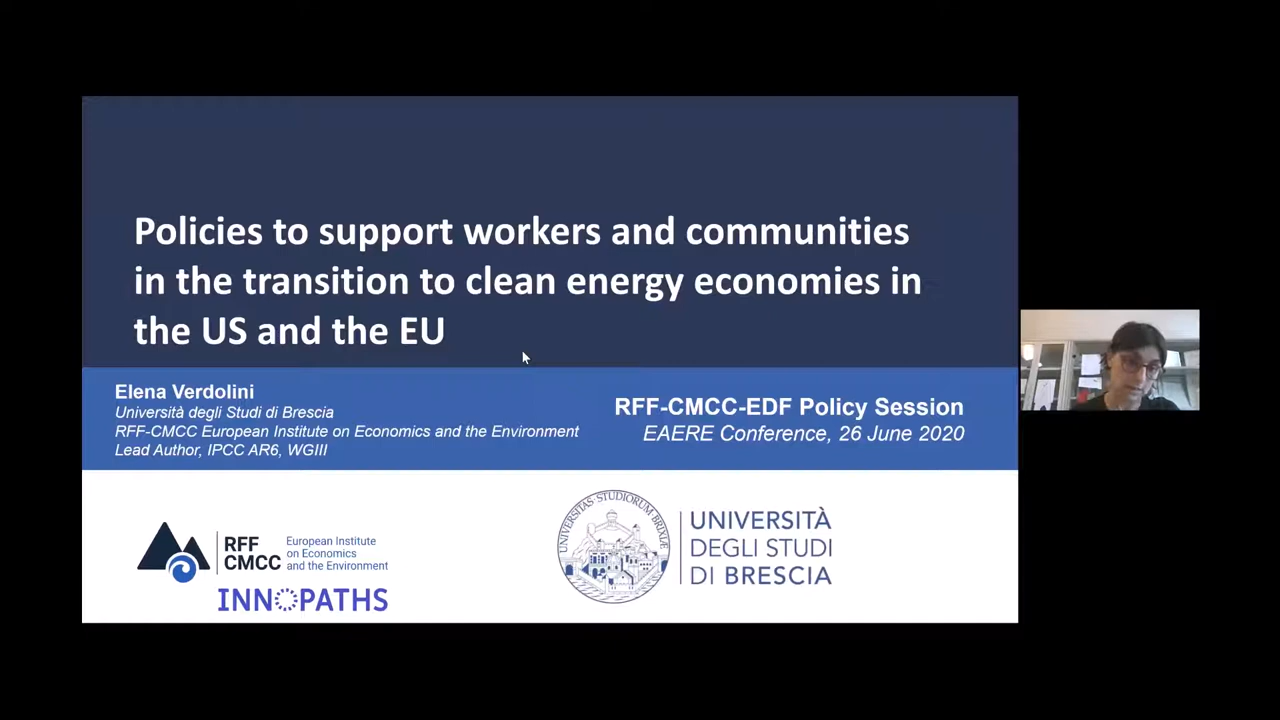 Policies to support workers and communities
in the transition to clean energy economies in
the US and the EU
Elena Verdolini
Università degli Studi di Brescia
RFF-CMCC European Institute on Economics and the Environment
Lead Author, IPCC AR6, WGIII
RFF-CMCC-EDF Policy Session
EAERE Conference, 26 June 2020
RFF
CMCC
European Institute
on Economics
and the Environment
INNOPATHS
UNIVERSITAS STUDIORUM BRIXIÆ
UNIVERSITÀ
DEGLI STUDI
DI BRESCIA